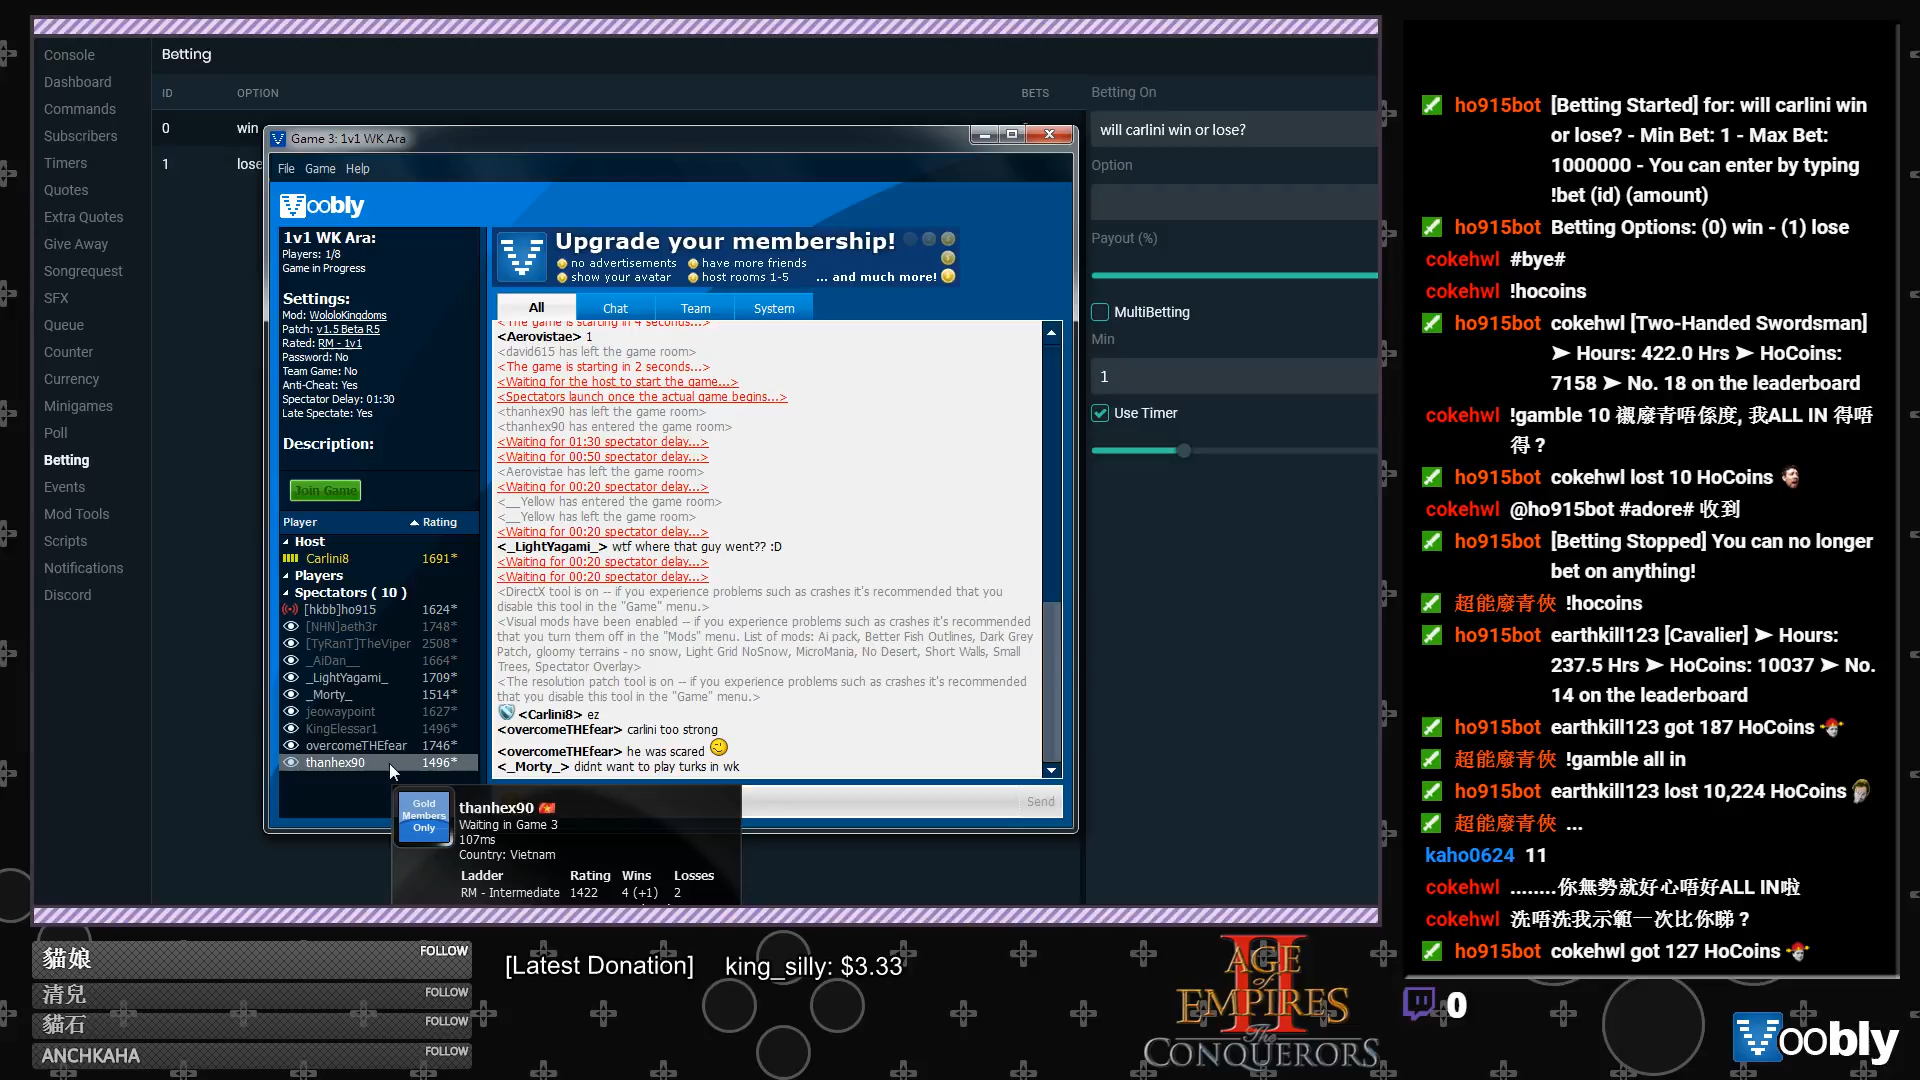 Console
Dashboard
Commands
Subscribers
Timers
Quotes
Extra Quotes
Give Away
Songrequest
SFX
Queue
Counter
Currency
Minigames
Poll
Betting
Events
Mod Tools
Scripts
Notifications
Discord
Betting
ID OPTION BETS
0 win
1 lose
Betting On
will carlini win or lose?
Option
Payout (%)
MultiBetting
Min
1
Use Timer
Game 3: 1v1 WK Ara
File Game Help
Voobly
1v1 WK Ara:
Players: 1/8
Game in Progress
Settings:
Mod: WololoKingdoms
Patch: v1.5 Beta R5
Rated: RM - 1v1
Password: No
Team Game: No
Anti-Cheat: Yes
Spectator Delay: 01:30
Late Spectate: Yes
Description:
Join Game
Player Rating
Host
Carlini8 1691*
Players
Spectators ( 10 )
[hkbb]ho915 1624*
[NHN]aeth3r 1748*
[TyRanT]TheViper 2508*
_AiDan__ 1664*
_LightYagami_ 1709*
_Morty_ 1514*
jeowaypoint 1627*
KingElessar1 1496*
overcomeTHEfear 1746*
thanhex90 1496*
Upgrade your membership!
no advertisements have more friends
show your avatar host rooms 1-5 ... and much more!
All Chat Team System
<The game is starting in 4 seconds...>
<Aerovistae> 1
<david615 has left the game room>
<The game is starting in 2 seconds...>
<Waiting for the host to start the game...>
<Spectators launch once the actual game begins...>
<thanhex90 has left the game room>
<thanhex90 has entered the game room>
<Waiting for 01:30 spectator delay...>
<Waiting for 00:50 spectator delay...>
<Aerovistae has left the game room>
<Waiting for 00:20 spectator delay...>
<__Yellow has entered the game room>
<__Yellow has left the game room>
<Waiting for 00:20 spectator delay...>
<_LightYagami_> wtf where that guy went?? :D
<Waiting for 00:20 spectator delay...>
<Waiting for 00:20 spectator delay...>
<DirectX tool is on -- if you experience problems such as crashes it's recommended that you
disable this tool in the "Game" menu.>
<Visual mods have been enabled -- if you experience problems such as crashes it's recommended
that you turn them off in the "Mods" menu. List of mods: Ai pack, Better Fish Outlines, Dark Grey
Patch, gloomy terrains - no snow, Light Grid NoSnow, MicroMania, No Desert, Short Walls, Small
Trees, Spectator Overlay>
<The resolution patch tool is on -- if you experience problems such as crashes it's recommended
that you disable this tool in the "Game" menu.>
<Carlini8> ez
<overcomeTHEfear> carlini too strong
<overcomeTHEfear> he was scared
<_Morty_> didnt want to play turks in wk
Send
Gold
Members
Only
thanhex90
Waiting in Game 3
107ms
Country: Vietnam
Ladder Rating Wins Losses
RM - Intermediate 1422 4 (+1) 2
ho915bot [Betting Started] for: will carlini win
or lose? - Min Bet: 1 - Max Bet:
1000000 - You can enter by typing
!bet (id) (amount)
ho915bot Betting Options: (0) win - (1) lose
cokehwl #bye#
cokehwl !hocoins
ho915bot cokehwl [Two-Handed Swordsman]
➤ Hours: 422.0 Hrs ➤ HoCoins:
7158 ➤ No. 18 on the leaderboard
cokehwl !gamble 10 襯廢青唔係度, 我ALL IN 得唔
得 ?
ho915bot cokehwl lost 10 HoCoins
cokehwl @ho915bot #adore# 收到
ho915bot [Betting Stopped] You can no longer
bet on anything!
超能廢青俠 !hocoins
ho915bot earthkill123 [Cavalier] ➤ Hours:
237.5 Hrs ➤ HoCoins: 10037 ➤ No.
14 on the leaderboard
ho915bot earthkill123 got 187 HoCoins
超能廢青俠 !gamble all in
ho915bot earthkill123 lost 10,224 HoCoins
超能廢青俠 ...
kaho0624 11
cokehwl ........你無勢就好心唔好ALL IN啦
cokehwl 洗唔洗我示範一次比你睇 ?
ho915bot cokehwl got 127 HoCoins
貓娘 FOLLOW
清兒 FOLLOW
貓石 FOLLOW
ANCHKAHA FOLLOW
[Latest Donation] king_silly: $3.33
AGE
of
EMPIRES
II
The
CONQUERORS
0
Voobly